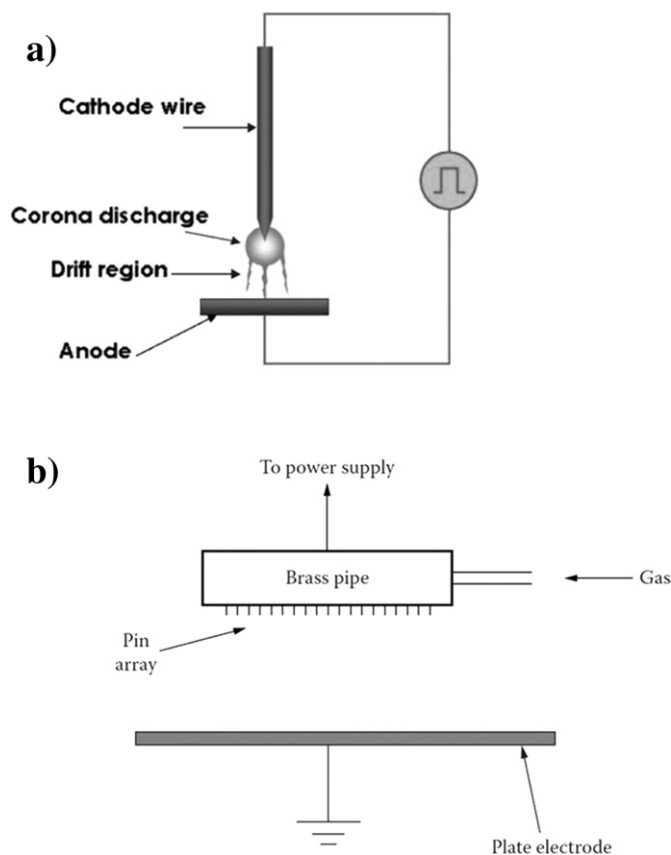 a)
Cathode wire
Corona discharge
Drift region
Anode
b)
To power supply
Brass pipe
Gas
Pin
array
Plate electrode